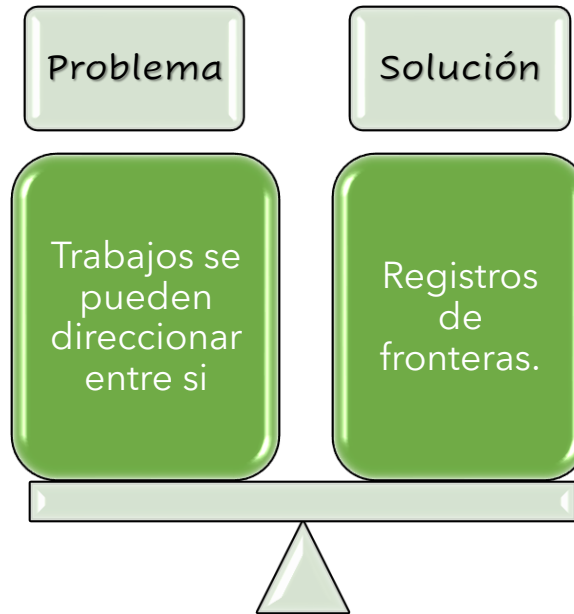 Problema
Solución
Trabajos se
pueden
direccionar
entre si
Registros
de
fronteras.